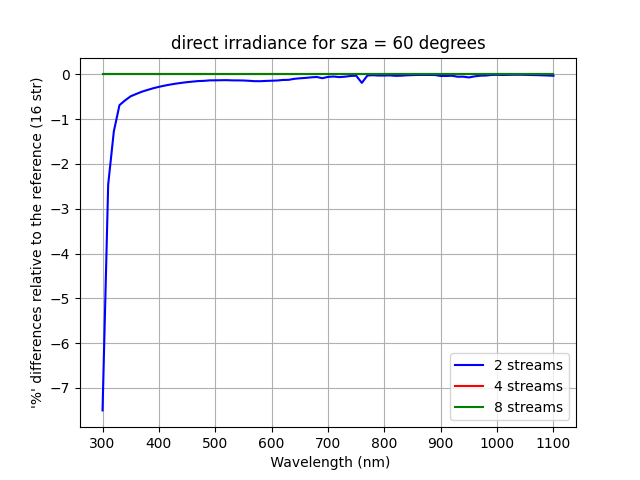 direct irradiance for sza = 60 degrees
'%' differences relative to the reference (16 str)
0
−1
−2
−3
−4
−5
−6
−7
2 streams
4 streams
8 streams
300 400 500 600 700 800 900 1000 1100
Wavelength (nm)